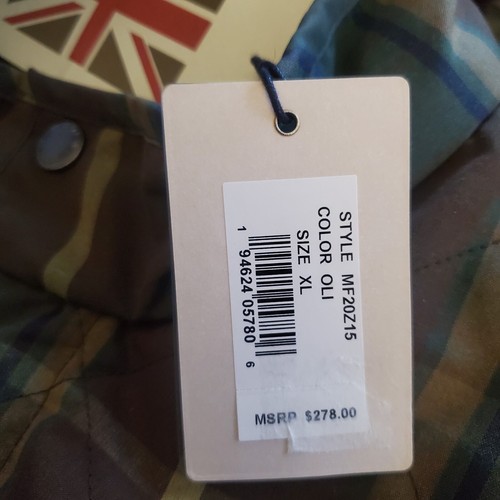 STYLE MF20Z15
COLOR OLI
SIZE XL
1 94624 05780 6
MSRP $278.00